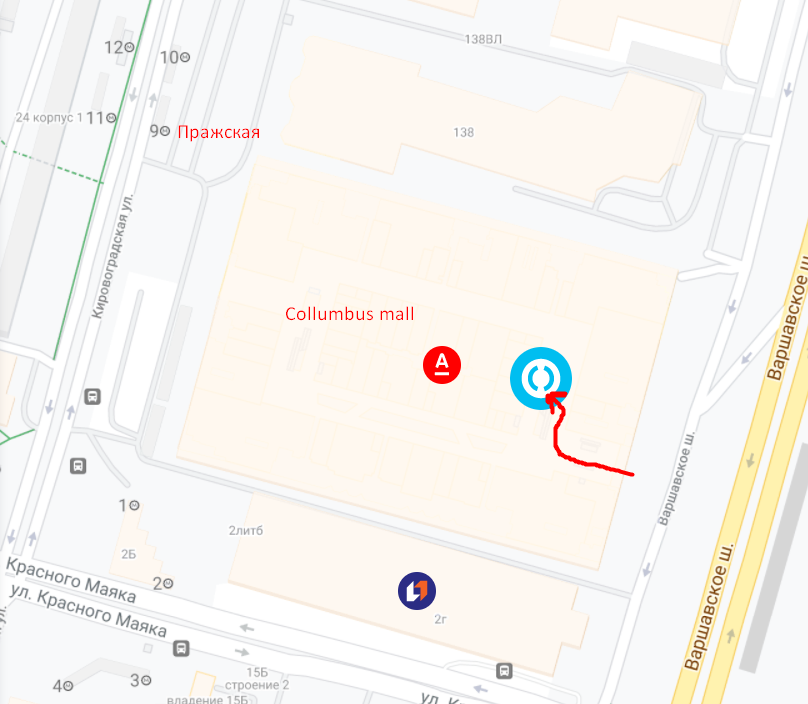 138ВЛ
12
10
24 корпус 1
11
9
Пражская
138
Кировоградская ул.
Варшавское ш.
Collumbus mall
А
Варшавское ш.
1
2литб
2Б
2
Красного Маяка
ул. Красного Маяка
2г
Варшавское ш.
15Б
строение 2
3
4
владение 15Б
ул. К
ул.